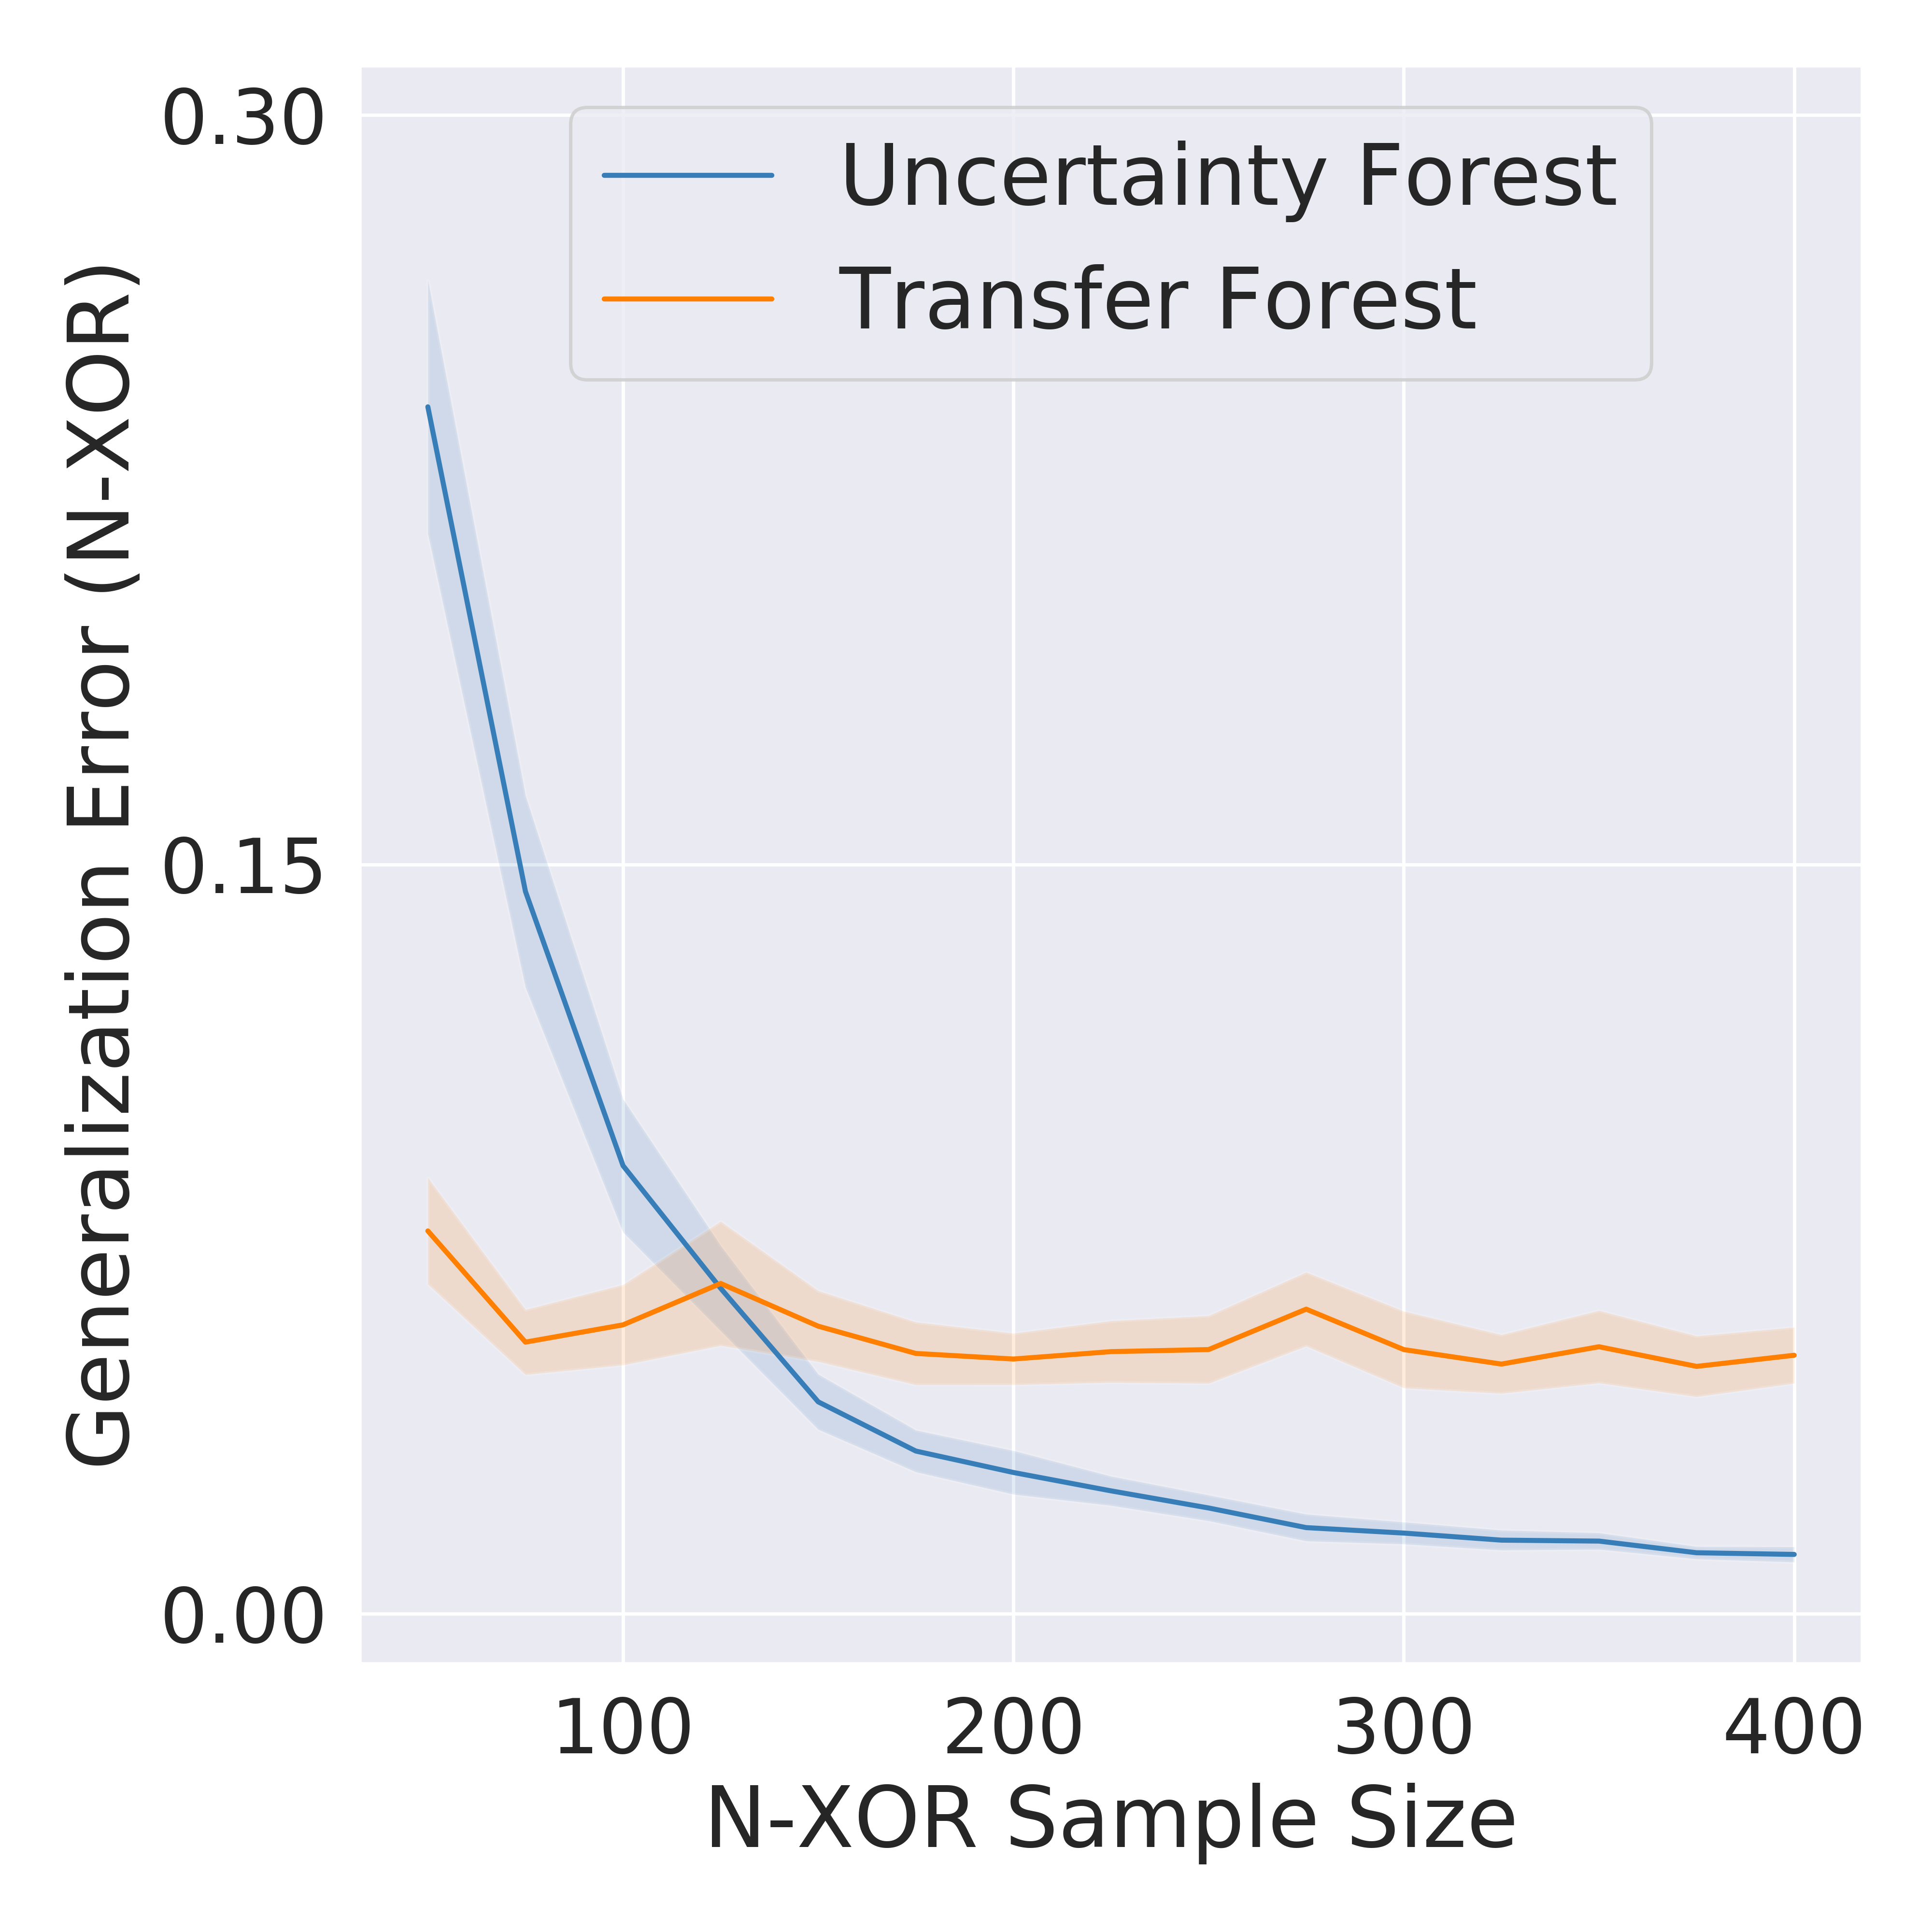 Generalization Error (N-XOR)
0.30
0.15
0.00
Uncertainty Forest
Transfer Forest
100 200 300 400
N-XOR Sample Size